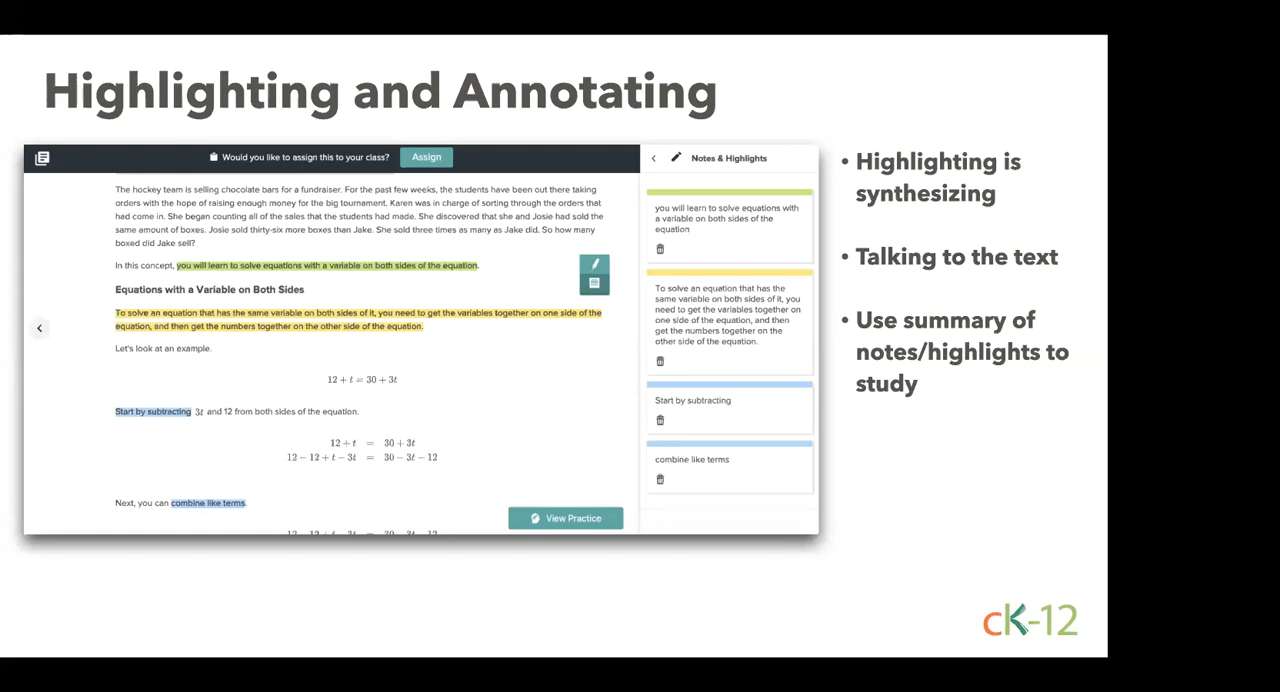 Highlighting and Annotating
Would you like to assign this to your class?
Assign
The hockey team is selling chocolate bars for a fundraiser. For the past few weeks, the students have been out there taking
orders with the hope of raising enough money for the big tournament. Karen was in charge of sorting through the orders that
had come in. She began counting all of the sales that the students had made. She discovered that she and Josie had sold the
same amount of boxes. Josie sold thirty-six more boxes than Jake. She sold three times as many as Jake did. So how many
boxed did Jake sell?
In this concept, you will learn to solve equations with a variable on both sides of the equation.
Equations with a Variable on Both Sides
To solve an equation that has the same variable on both sides of it, you need to get the variables together on one side of the
equation, and then get the numbers together on the other side of the equation.
Let's look at an example.
12 + t = 30 + 3t
Start by subtracting 3t and 12 from both sides of the equation.
12 + t = 30 + 3t
12 − 12 + t − 3t = 30 − 3t − 12
Next, you can combine like terms.
12 − 12 + t − 3t = 30 − 3t − 12
View Practice
Notes & Highlights
you will learn to solve equations with
a variable on both sides of the
equation
To solve an equation that has the
same variable on both sides of it, you
need to get the variables together on
one side of the equation, and then
get the numbers together on the
other side of the equation.
Start by subtracting
combine like terms
• Highlighting is
synthesizing
• Talking to the text
• Use summary of
notes/highlights to
study
cK-12